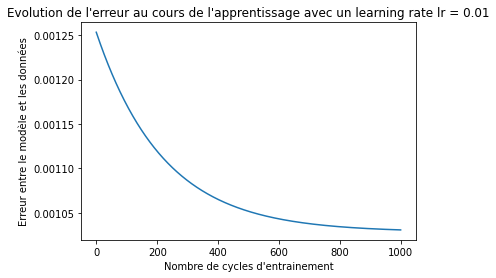 Evolution de l'erreur au cours de l'apprentissage avec un learning rate lr = 0.01
Erreur entre le modèle et les données
0.00125
0.00120
0.00115
0.00110
0.00105
0 200 400 600 800 1000
Nombre de cycles d'entrainement